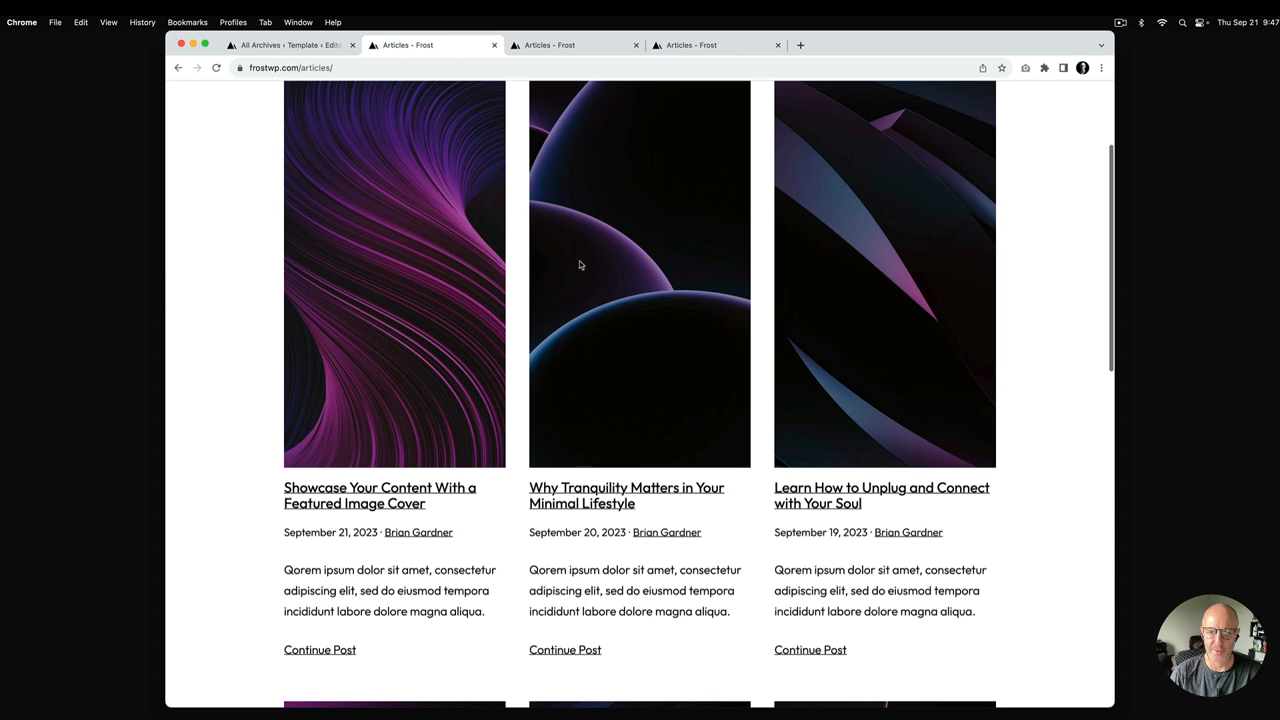 Chrome File Edit View History Bookmarks Profiles Tab Window Help Thu Sep 21 9:47
All Archives ‹ Template ‹ Edito Articles - Frost Articles - Frost Articles - Frost
frostwp.com/articles/
Showcase Your Content With a
Featured Image Cover
September 21, 2023 · Brian Gardner
Qorem ipsum dolor sit amet, consectetur
adipiscing elit, sed do eiusmod tempora
incididunt labore dolore magna aliqua.
Continue Post
Why Tranquility Matters in Your
Minimal Lifestyle
September 20, 2023 · Brian Gardner
Qorem ipsum dolor sit amet, consectetur
adipiscing elit, sed do eiusmod tempora
incididunt labore dolore magna aliqua.
Continue Post
Learn How to Unplug and Connect
with Your Soul
September 19, 2023 · Brian Gardner
Qorem ipsum dolor sit amet, consectetur
adipiscing elit, sed do eiusmod tempora
incididunt labore dolore magna aliqua.
Continue Post